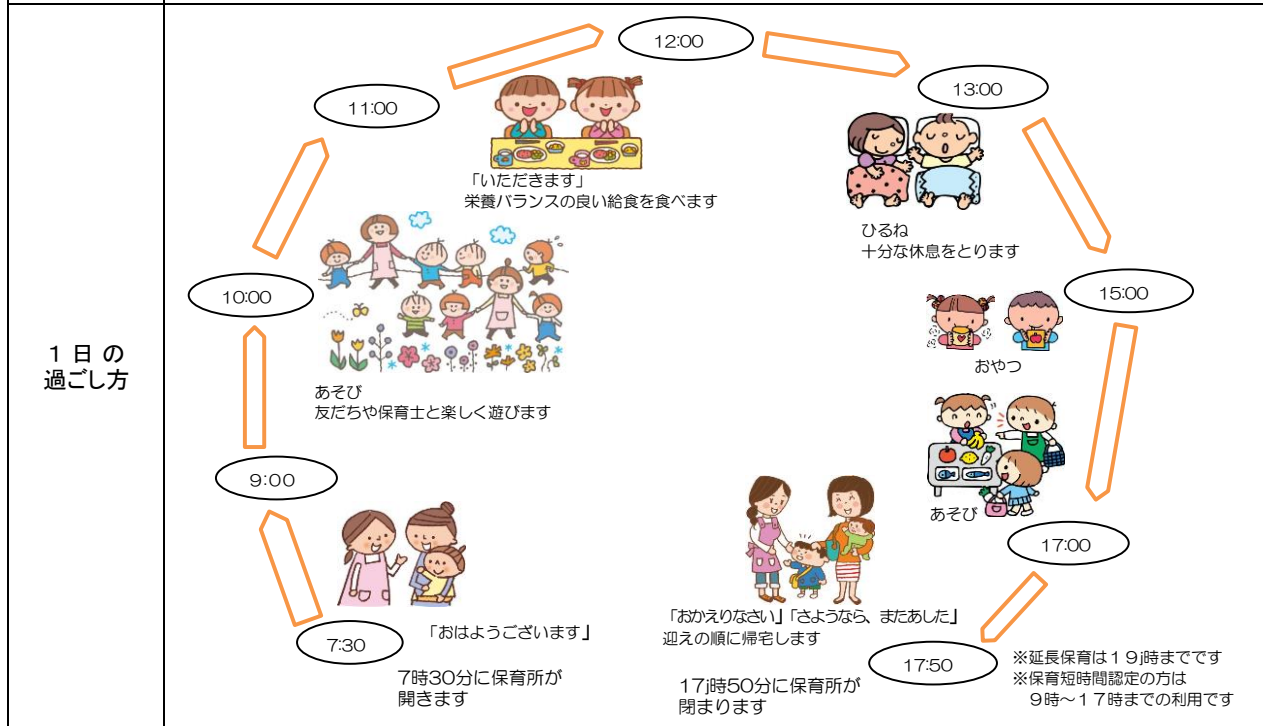 1日の
過ごし方
7:30
「おはようございます」
7時30分に保育所が
開きます
9:00
10:00
あそび
友だちや保育士と楽しく遊びます
11:00
「いただきます」
栄養バランスの良い給食を食べます
12:00
13:00
ひるね
十分な休息をとります
15:00
おやつ
あそび
17:00
「おかえりなさい」「さようなら、またあした」
迎えの順に帰宅します
17:50
17j時50分に保育所が
閉まります
※延長保育は19j時までです
※保育短時間認定の方は
9時～17時までの利用です